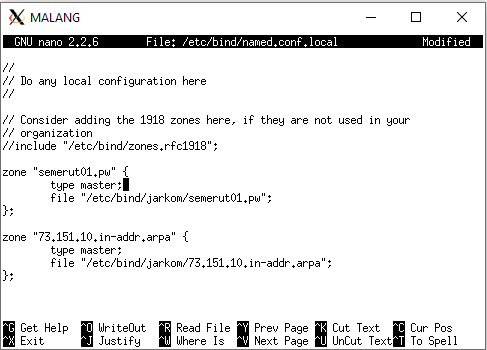 MALANG
GNU nano 2.2.6 File: /etc/bind/named.conf.local Modified
//
// Do any local configuration here
//
// Consider adding the 1918 zones here, if they are not used in your
// organization
//include "/etc/bind/zones.rfc1918";
zone "semerut01.pw" {
type master;
file "/etc/bind/jarkom/semerut01.pw";
};
zone "73.151.10.in-addr.arpa" {
type master;
file "/etc/bind/jarkom/73.151.10.in-addr.arpa";
};
^G Get Help ^O WriteOut ^R Read File ^Y Prev Page ^K Cut Text ^C Cur Pos
^X Exit ^J Justify ^W Where Is ^V Next Page ^U UnCut Text ^T To Spell